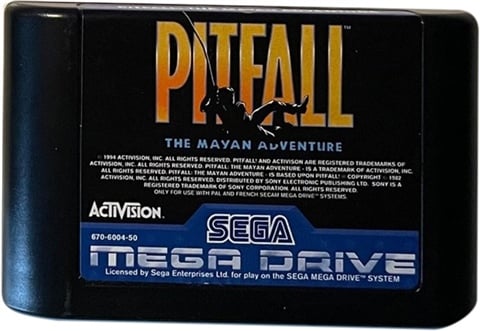 PITFALL™
THE MAYAN ADVENTURE
© 1994 ACTIVISION, INC. ALL RIGHTS RESERVED. PITFALL! AND ACTIVISON ARE REGISTERED TRADEMARKS OF
ACTIVISION, INC. ALL RIGHTS RESERVED. PITFALL: THE MAYAN ADVENTURE - IS A TRADEMARK OF ACTIVISION, INC.
ALL RIGHTS RESERVED. PITFALL: THE MAYAN ADVENTURE - IS BASED UPON PITFALL! © COPYRIGHT © 1982
ACTIVISION, INC. ALL RIGHTS RESERVED. DISTRIBUTED BY SONY ELECTRONIC PUBLISHING LTD. SONY IS A
REGISTERED TRADEMARK OF SONY CORPORATION. ALL RIGHTS RESERVED.
ONLY FOR USE WITH PAL AND FRENCH SECAM MEGA DRIVE™ SYSTEMS.
ACTIVISION.
SEGA
670-6004-50
MEGA DRIVE
Licensed by Sega Enterprises Ltd. for play on the SEGA MEGA DRIVE™ SYSTEM